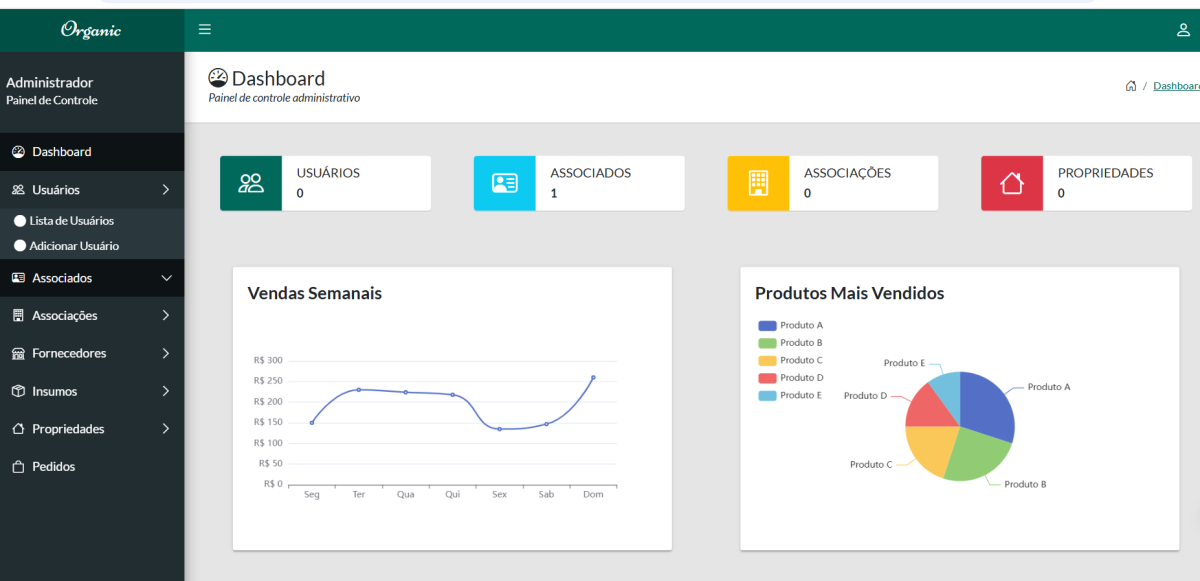 Organic
Administrador
Painel de Controle
Dashboard
Usuários
Lista de Usuários
Adicionar Usuário
Associados
Associações
Fornecedores
Insumos
Propriedades
Pedidos
Dashboard
Painel de controle administrativo
/ Dashboard
USUÁRIOS
0
ASSOCIADOS
1
ASSOCIAÇÕES
0
PROPRIEDADES
0
Vendas Semanais
R$ 300
R$ 250
R$ 200
R$ 150
R$ 100
R$ 50
R$ 0
Seg Ter Qua Qui Sex Sab Dom
Produtos Mais Vendidos
Produto A
Produto B
Produto C
Produto D
Produto E
Produto E
Produto A
Produto D
Produto C
Produto B